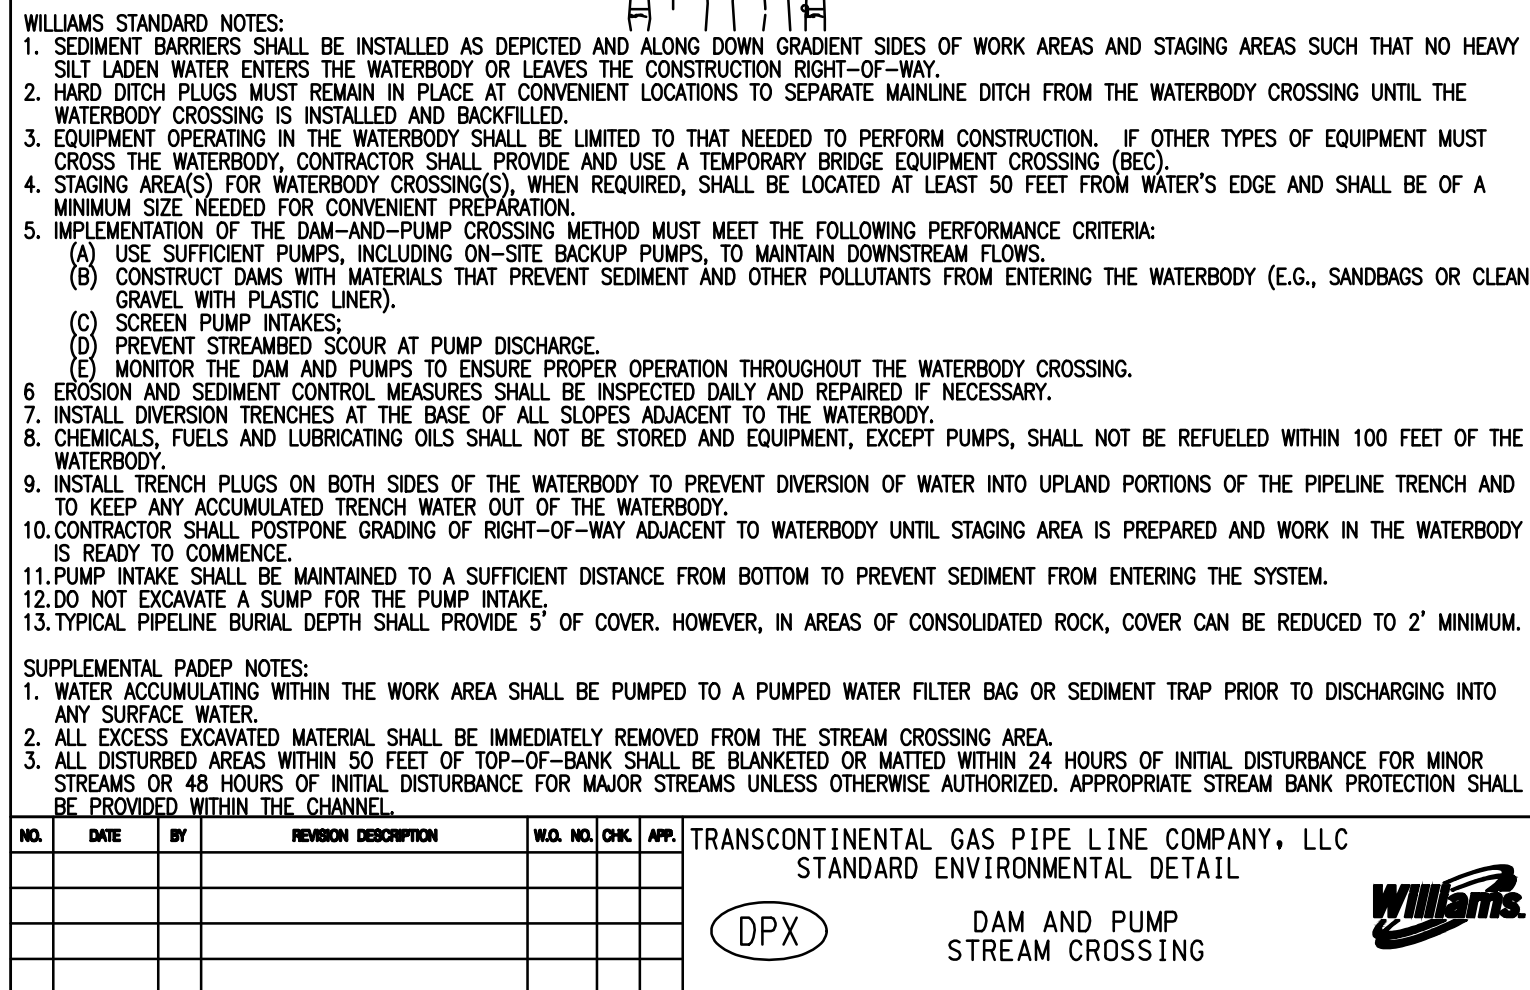 WILLIAMS STANDARD NOTES:
1. SEDIMENT BARRIERS SHALL BE INSTALLED AS DEPICTED AND ALONG DOWN GRADIENT SIDES OF WORK AREAS AND STAGING AREAS SUCH THAT NO HEAVY
SILT LADEN WATER ENTERS THE WATERBODY OR LEAVES THE CONSTRUCTION RIGHT-OF-WAY.
2. HARD DITCH PLUGS MUST REMAIN IN PLACE AT CONVENIENT LOCATIONS TO SEPARATE MAINLINE DITCH FROM THE WATERBODY CROSSING UNTIL THE
WATERBODY CROSSING IS INSTALLED AND BACKFILLED.
3. EQUIPMENT OPERATING IN THE WATERBODY SHALL BE LIMITED TO THAT NEEDED TO PERFORM CONSTRUCTION. IF OTHER TYPES OF EQUIPMENT MUST
CROSS THE WATERBODY, CONTRACTOR SHALL PROVIDE AND USE A TEMPORARY BRIDGE EQUIPMENT CROSSING (BEC).
4. STAGING AREA(S) FOR WATERBODY CROSSING(S), WHEN REQUIRED, SHALL BE LOCATED AT LEAST 50 FEET FROM WATER'S EDGE AND SHALL BE OF A
MINIMUM SIZE NEEDED FOR CONVENIENT PREPARATION.
5. IMPLEMENTATION OF THE DAM-AND-PUMP CROSSING METHOD MUST MEET THE FOLLOWING PERFORMANCE CRITERIA:
(A) USE SUFFICIENT PUMPS, INCLUDING ON-SITE BACKUP PUMPS, TO MAINTAIN DOWNSTREAM FLOWS.
(B) CONSTRUCT DAMS WITH MATERIALS THAT PREVENT SEDIMENT AND OTHER POLLUTANTS FROM ENTERING THE WATERBODY (E.G., SANDBAGS OR CLEAN
GRAVEL WITH PLASTIC LINER).
(C) SCREEN PUMP INTAKES;
(D) PREVENT STREAMBED SCOUR AT PUMP DISCHARGE.
(E) MONITOR THE DAM AND PUMPS TO ENSURE PROPER OPERATION THROUGHOUT THE WATERBODY CROSSING.
6 EROSION AND SEDIMENT CONTROL MEASURES SHALL BE INSPECTED DAILY AND REPAIRED IF NECESSARY.
7. INSTALL DIVERSION TRENCHES AT THE BASE OF ALL SLOPES ADJACENT TO THE WATERBODY.
8. CHEMICALS, FUELS AND LUBRICATING OILS SHALL NOT BE STORED AND EQUIPMENT, EXCEPT PUMPS, SHALL NOT BE REFUELED WITHIN 100 FEET OF THE
WATERBODY.
9. INSTALL TRENCH PLUGS ON BOTH SIDES OF THE WATERBODY TO PREVENT DIVERSION OF WATER INTO UPLAND PORTIONS OF THE PIPELINE TRENCH AND
TO KEEP ANY ACCUMULATED TRENCH WATER OUT OF THE WATERBODY.
10. CONTRACTOR SHALL POSTPONE GRADING OF RIGHT-OF-WAY ADJACENT TO WATERBODY UNTIL STAGING AREA IS PREPARED AND WORK IN THE WATERBODY
IS READY TO COMMENCE.
11. PUMP INTAKE SHALL BE MAINTAINED TO A SUFFICIENT DISTANCE FROM BOTTOM TO PREVENT SEDIMENT FROM ENTERING THE SYSTEM.
12. DO NOT EXCAVATE A SUMP FOR THE PUMP INTAKE.
13. TYPICAL PIPELINE BURIAL DEPTH SHALL PROVIDE 5' OF COVER. HOWEVER, IN AREAS OF CONSOLIDATED ROCK, COVER CAN BE REDUCED TO 2' MINIMUM.
SUPPLEMENTAL PADEP NOTES:
1. WATER ACCUMULATING WITHIN THE WORK AREA SHALL BE PUMPED TO A PUMPED WATER FILTER BAG OR SEDIMENT TRAP PRIOR TO DISCHARGING INTO
ANY SURFACE WATER.
2. ALL EXCESS EXCAVATED MATERIAL SHALL BE IMMEDIATELY REMOVED FROM THE STREAM CROSSING AREA.
3. ALL DISTURBED AREAS WITHIN 50 FEET OF TOP-OF-BANK SHALL BE BLANKETED OR MATTED WITHIN 24 HOURS OF INITIAL DISTURBANCE FOR MINOR
STREAMS OR 48 HOURS OF INITIAL DISTURBANCE FOR MAJOR STREAMS UNLESS OTHERWISE AUTHORIZED. APPROPRIATE STREAM BANK PROTECTION SHALL
BE PROVIDED WITHIN THE CHANNEL.
NO. DATE BY REVISION DESCRIPTION W.O. NO. CHK. APP.
TRANSCONTINENTAL GAS PIPE LINE COMPANY, LLC
STANDARD ENVIRONMENTAL DETAIL
DPX
DAM AND PUMP
STREAM CROSSING
Williams.